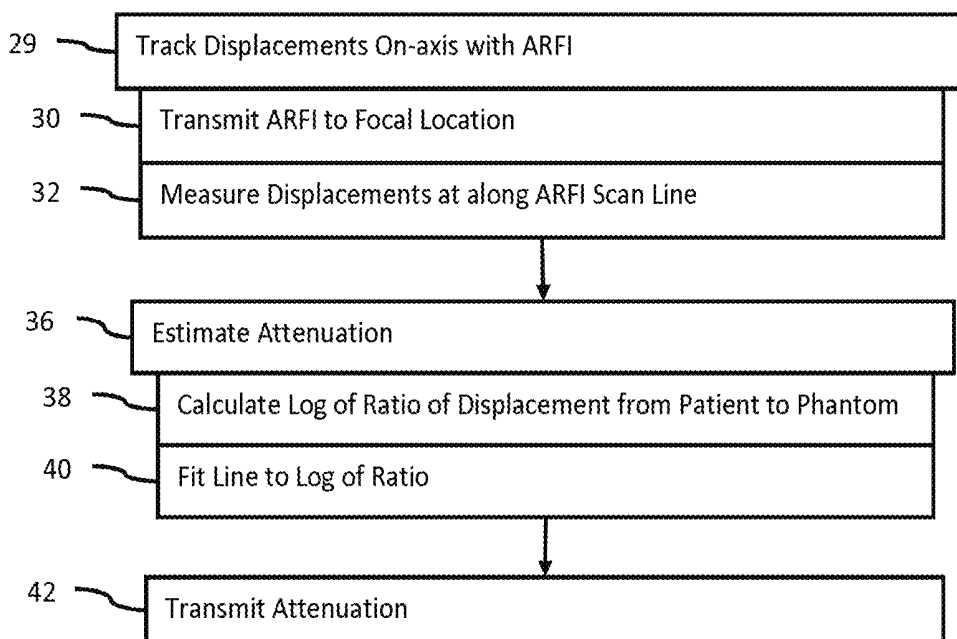 29 Track Displacements On-axis with ARFI
30 Transmit ARFI to Focal Location
32 Measure Displacements at along ARFI Scan Line
36 Estimate Attenuation
38 Calculate Log of Ratio of Displacement from Patient to Phantom
40 Fit Line to Log of Ratio
42 Transmit Attenuation